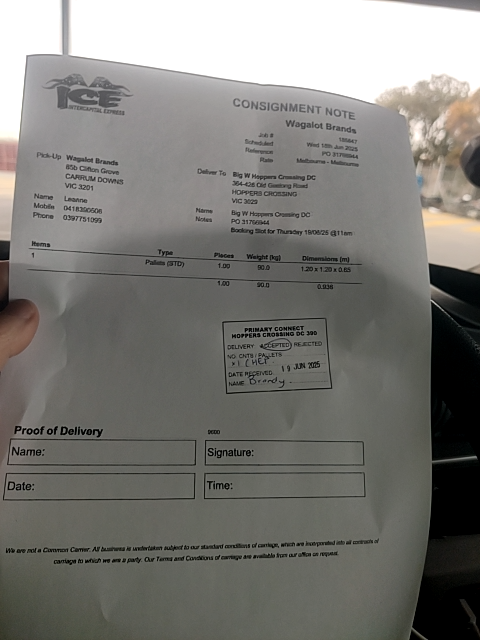 ICE
INTERCAPITAL EXPRESS
CONSIGNMENT NOTE
Wagalot Brands
Job # 195647
Scheduled Wed 18th Jun 2025
Reference PO 31766944
Rate Melbourne - Melbourne
Pick-Up Wagalot Brands
85b Clifton Grove
CARRUM DOWNS
VIC 3201
Name Leanne
Mobile 0418390506
Phone 0397751099
Deliver To Big W Hoppers Crossing DC
364-426 Old Geelong Road
HOPPERS CROSSING
VIC 3029
Name Big W Hoppers Crossing DC
Notes PO 31766944
Booking Slot for Thursday 19/06/25 @11am
Items Type Pieces Weight (kg) Dimensions (m)
1 Pallets (STD) 1.00 90.0 1.20 x 1.20 x 0.65
1.00 90.0 0.936
PRIMARY CONNECT
HOPPERS CROSSING DC 390
DELIVERY ACCEPTED / REJECTED
NO. CNTS / PALLETS
x1 CHEP
DATE RECEIVED 19 JUN 2025
NAME Brandy.
Proof of Delivery
9000
Name:
Signature:
Date:
Time:
We are not a Common Carrier. All business is undertaken subject to our standard conditions of carriage, which are incorporated into all contracts of
carriage to which we are a party. Our Terms and Conditions of carriage are available from our office on request.